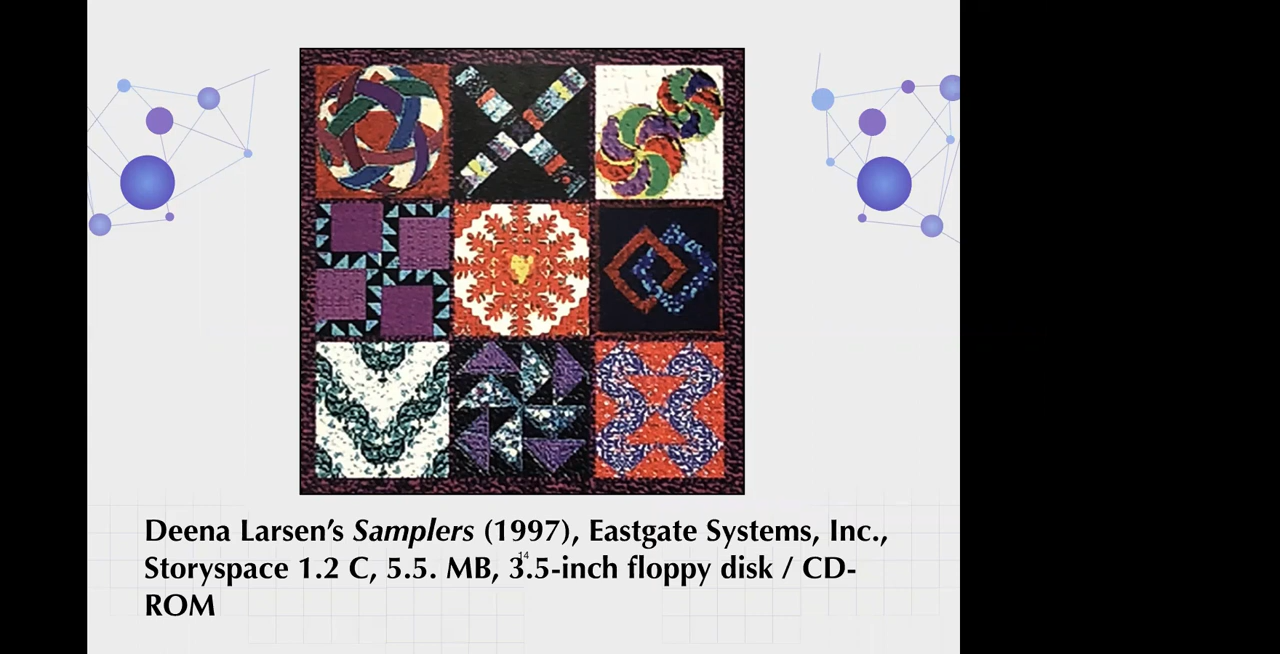 Deena Larsen’s Samplers (1997), Eastgate Systems, Inc.,
14
Storyspace 1.2 C, 5.5. MB, 3.5-inch floppy disk / CD-
ROM